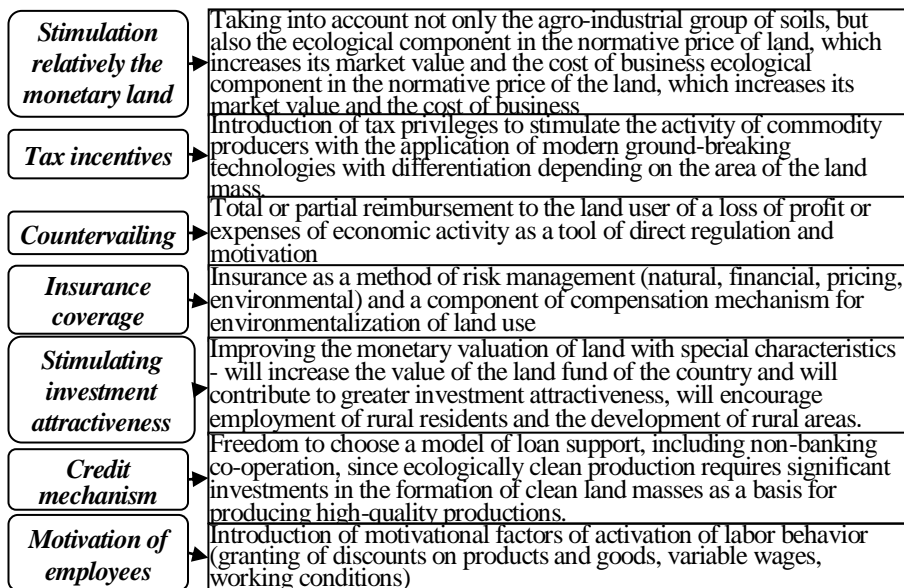 Stimulation
relatively the
monetary land
Taking into account not only the agro-industrial group of soils, but
also the ecological component in the normative price of land, which
increases its market value and the cost of business ecological
component in the normative price of the land, which increases its
market value and the cost of business
Tax incentives
Introduction of tax privileges to stimulate the activity of commodity
producers with the application of modern ground-breaking
technologies with differentiation depending on the area of the land
mass.
Countervailing
Total or partial reimbursement to the land user of a loss of profit or
expenses of economic activity as a tool of direct regulation and
motivation
Insurance
coverage
Insurance as a method of risk management (natural, financial, pricing,
environmental) and a component of compensation mechanism for
environmentalization of land use
Stimulating
investment
attractiveness
Improving the monetary valuation of land with special characteristics
- will increase the value of the land fund of the country and will
contribute to greater investment attractiveness, will encourage
employment of rural residents and the development of rural areas.
Credit
mechanism
Freedom to choose a model of loan support, including non-banking
co-operation, since ecologically clean production requires significant
investments in the formation of clean land masses as a basis for
producing high-quality productions.
Motivation of
employees
Introduction of motivational factors of activation of labor behavior
(granting of discounts on products and goods, variable wages,
working conditions)